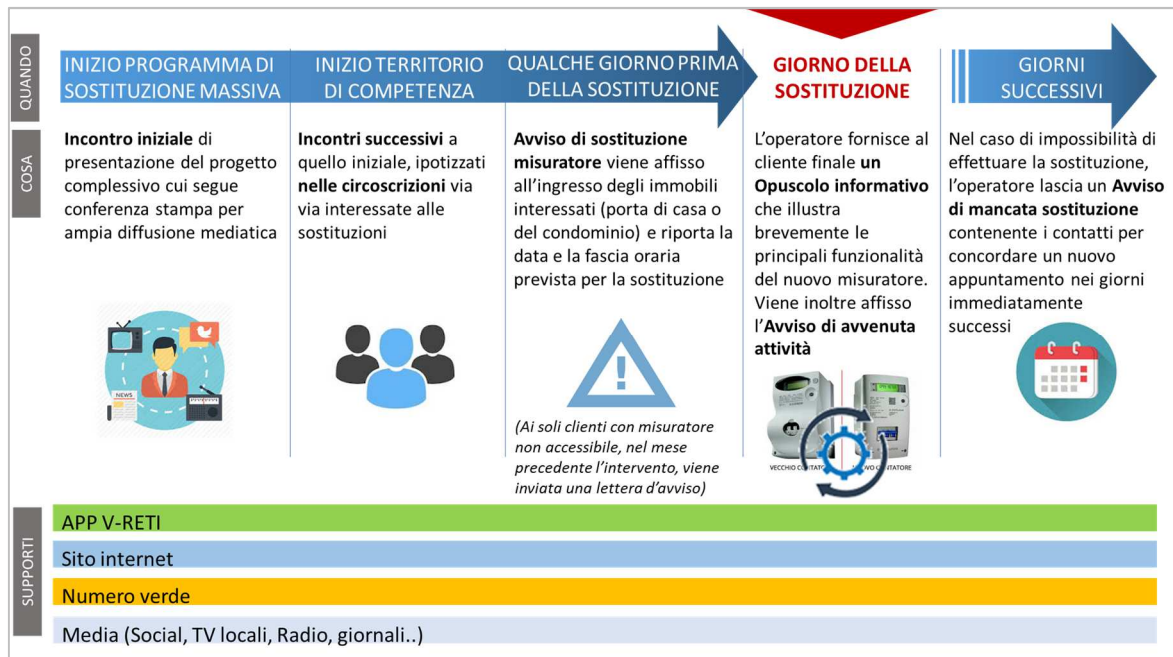 QUANDO
INIZIO PROGRAMMA DI
SOSTITUZIONE MASSIVA
INIZIO TERRITORIO
DI COMPETENZA
QUALCHE GIORNO PRIMA
DELLA SOSTITUZIONE
GIORNO DELLA
SOSTITUZIONE
GIORNI
SUCCESSIVI
COSA
Incontro iniziale di
presentazione del progetto
complessivo cui segue
conferenza stampa per
ampia diffusione mediatica
NEWS
Incontri successivi a
quello iniziale, ipotizzati
nelle circoscrizioni via
via interessate alle
sostituzioni
Avviso di sostituzione
misuratore viene affisso
all'ingresso degli immobili
interessati (porta di casa o
del condominio) e riporta la
data e la fascia oraria
prevista per la sostituzione
!
(Ai soli clienti con misuratore
non accessibile, nel mese
precedente l'intervento, viene
inviata una lettera d'avviso)
L'operatore fornisce al
cliente finale un
Opuscolo informativo
che illustra
brevemente le
principali funzionalità
del nuovo misuratore.
Viene inoltre affisso
l'Avviso di avvenuta
attività
VECCHIO
Nel caso di impossibilità di
effettuare la sostituzione,
l'operatore lascia un Avviso
di mancata sostituzione
contenente i contatti per
concordare un nuovo
appuntamento nei giorni
immediatamente
successi
SUPPORTI
APP V-RETI
Sito internet
Numero verde
Media (Social, TV locali, Radio, giornali..)